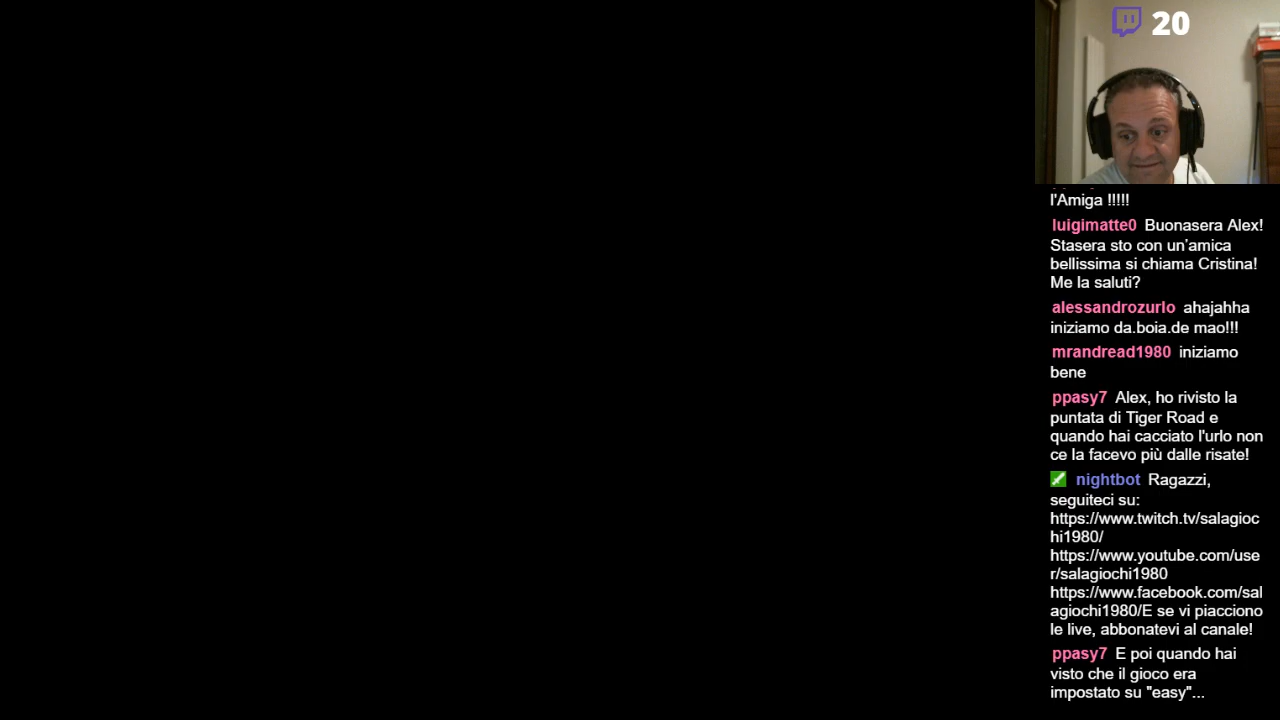 20
l'Amiga !!!!!
luigimatte0 Buonasera Alex!
Stasera sto con un'amica
bellissima si chiama Cristina!
Me la saluti?
alessandrozurlo ahajahha
iniziamo da.boia.de mao!!!
mrandread1980 iniziamo
bene
ppasy7 Alex, ho rivisto la
puntata di Tiger Road e
quando hai cacciato l'urlo non
ce la facevo più dalle risate!
nightbot Ragazzi,
seguiteci su:
https://www.twitch.tv/salagioc
hi1980/
https://www.youtube.com/use
r/salagiochi1980
https://www.facebook.com/sal
agiochi1980/E se vi piacciono
le live, abbonatevi al canale!
ppasy7 E poi quando hai
visto che il gioco era
impostato su "easy"...